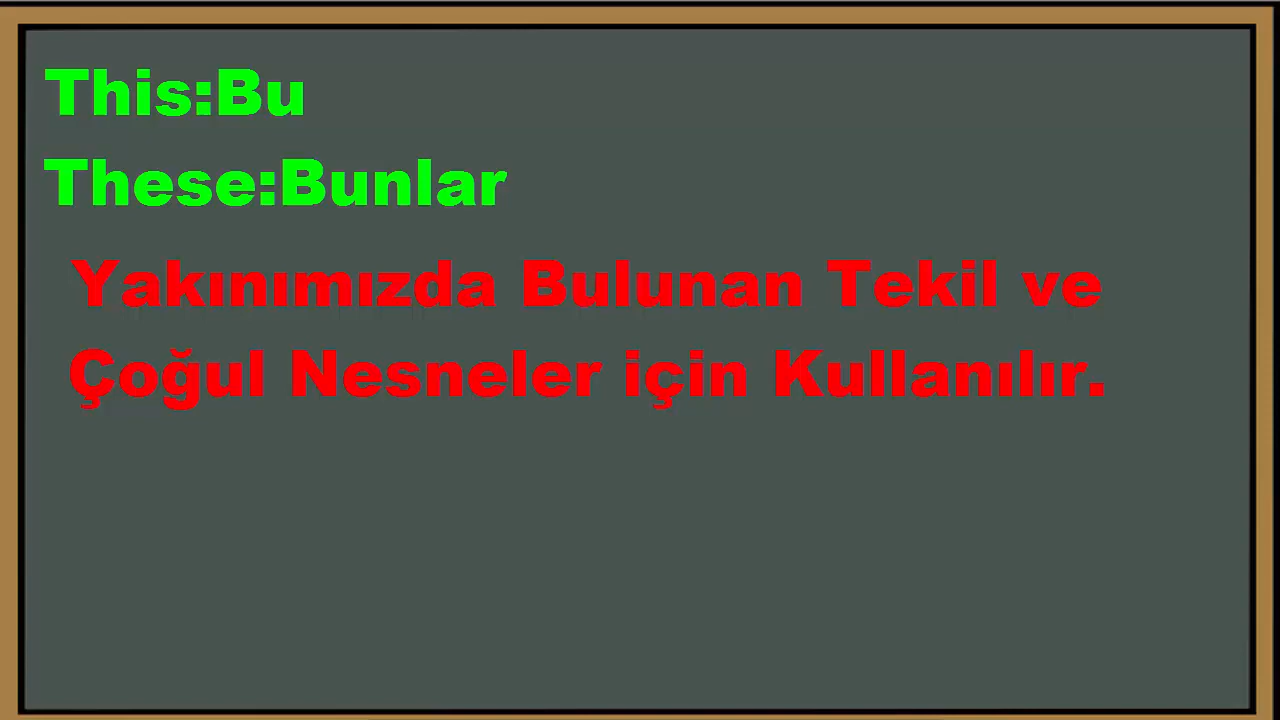 This:Bu
These:Bunlar
Yakınımızda Bulunan Tekil ve
Çoğul Nesneler için Kullanılır.